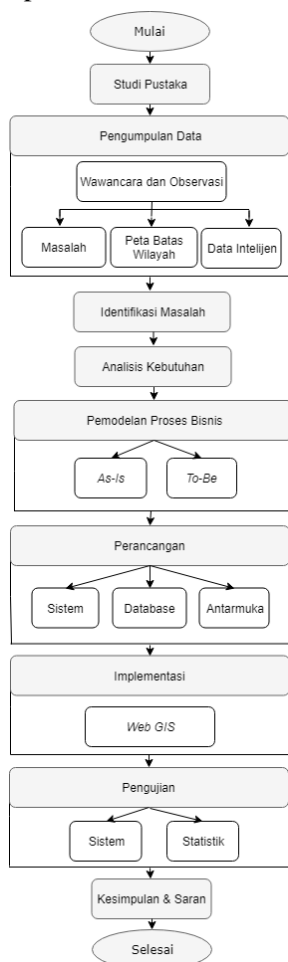 Mulai
Studi Pustaka
Pengumpulan Data
Wawancara dan Observasi
Masalah
Peta Batas
Wilayah
Data Intelijen
Identifikasi Masalah
Analisis Kebutuhan
Pemodelan Proses Bisnis
As-Is
To-Be
Perancangan
Sistem
Database
Antarmuka
Implementasi
Web GIS
Pengujian
Sistem
Statistik
Kesimpulan & Saran
Selesai